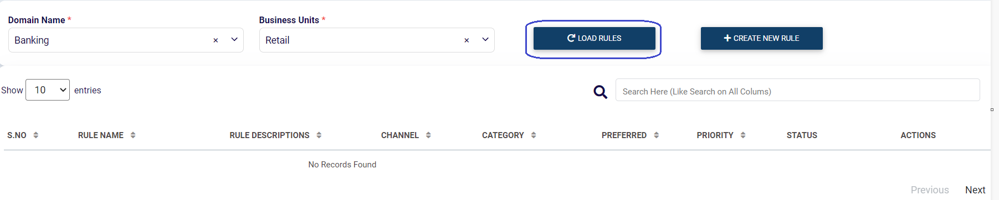 Domain Name *
Business Units *
Banking ×
Retail ×
LOAD RULES
CREATE NEW RULE
Show 10 entries
Search Here (Like Search on All Colums)
S.NO RULE NAME RULE DESCRIPTIONS CHANNEL CATEGORY PREFERRED PRIORITY STATUS ACTIONS
No Records Found
Previous Next